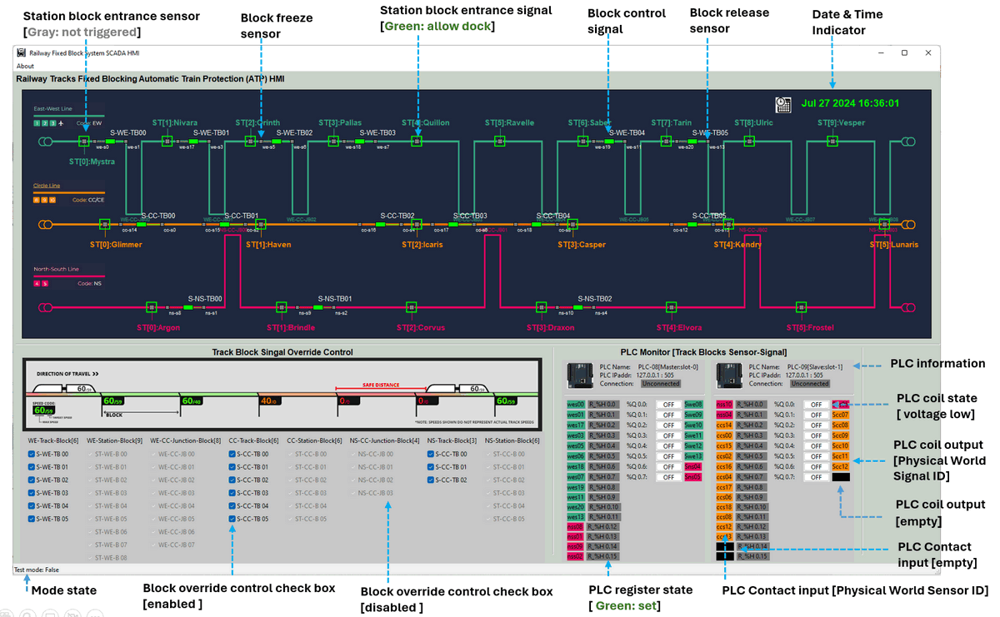 Station block entrance sensor
[Gray: not triggered]
Block freeze
sensor
Station block entrance signal
[Green: allow dock]
Block control
signal
Block release
sensor
Date & Time
Indicator
Railway Fixed Block System SCADA HMI
About
Railway Tracks Fixed Blocking Automatic Train Protection (ATP) HMI
Jul 27 2024 16:36:01
East-West Line
1 2 3
Code: EW
ST[1]:Nivara
ST[2]:Orinth
ST[3]:Pallas
ST[4]:Quillon
ST[5]:Ravelle
ST[6]:Saber
ST[7]:Tarin
ST[8]:Ulric
ST[9]:Vesper
S-WE-TB00
S-WE-TB01
S-WE-TB02
S-WE-TB03
S-WE-TB04
S-WE-TB05
we-s0
we-s1
we-s17
we-s3
we-s5
we-s6
we-s18
we-s7
we-s19
we-s11
we-s20
we-s13
ST[0]:Mystra
Circle Line
Code: CC/CE
S-CC-TB00
S-CC-TB01
S-CC-TB02
S-CC-TB03
S-CC-TB04
S-CC-TB05
cc-s14
cc-s0
cc-s15
cc-s16
cc-s17
cc-s18
cc-s12
ST[0]:Glimmer
ST[1]:Haven
ST[2]:Icaris
ST[3]:Casper
ST[4]:Kendry
ST[5]:Lunaris
North-South Line
4 5
Code: NS
S-NS-TB00
S-NS-TB01
S-NS-TB02
ns-s8
ns-s1
ns-s9
ns-s2
ns-s10
ns-s4
ST[0]:Argon
ST[1]:Brindle
ST[2]:Corvus
ST[3]:Draxon
ST[4]:Elvora
ST[5]:Frostel
Track Block Singal Override Control
DIRECTION OF TRAVEL
60/59
60/59
SAFE DISTANCE
SPEED CODE:
60/59
TARGET SPEED
MAX SPEED
60/59
60/40
40/0
0/0
0/0
60/59
BLOCK
*NOTE: SPEEDS SHOWN DO NOT REPRESENT ACTUAL TRACK SPEEDS
WE-Track-Block[6]
WE-Station-Block[9]
WE-CC-Junction-Block[8]
CC-Track-Block[6]
CC-Station-Block[6]
NS-CC-Junction-Block[4]
NS-Track-Block[3]
NS-Station-Block[6]
S-WE-TB 00
ST-WE-B 00
WE-CC-JB 00
S-CC-TB 00
ST-CC-B 00
NS-CC-JB 00
S-CC-TB 00
ST-CC-B 00
S-WE-TB 01
ST-WE-B 01
WE-CC-JB 01
S-CC-TB 01
ST-CC-B 01
NS-CC-JB 01
S-CC-TB 01
ST-CC-B 01
S-WE-TB 02
ST-WE-B 02
WE-CC-JB 02
S-CC-TB 02
ST-CC-B 02
NS-CC-JB 02
S-CC-TB 02
ST-CC-B 02
S-WE-TB 03
ST-WE-B 03
WE-CC-JB 03
S-CC-TB 03
ST-CC-B 03
NS-CC-JB 03
ST-CC-B 03
S-WE-TB 04
ST-WE-B 04
WE-CC-JB 04
S-CC-TB 04
ST-CC-B 04
ST-CC-B 04
S-WE-TB 05
ST-WE-B 05
WE-CC-JB 05
S-CC-TB 05
ST-CC-B 05
ST-CC-B 05
ST-WE-B 06
WE-CC-JB 06
ST-WE-B 07
WE-CC-JB 07
ST-WE-B 08
PLC Monitor [Track Blocks Sensor-Signal]
PLC Name: PLC-08[Master:slot-0]
PLC IPaddr: 127.0.0.1 : 505
Connection: Unconnected
PLC Name: PLC-09[Slave:slot-1]
PLC IPaddr: 127.0.0.1 : 505
Connection: Unconnected
wes00 R_%H 0.0 %Q 0.0: OFF Swe08
wes01 R_%H 0.1 %Q 0.1: OFF Swe09
wes17 R_%H 0.2 %Q 0.2: OFF Swe10
wes03 R_%H 0.3 %Q 0.3: OFF Swe11
wes05 R_%H 0.4 %Q 0.4: OFF Swe12
wes06 R_%H 0.5 %Q 0.5: OFF Swe13
wes18 R_%H 0.6 %Q 0.6: OFF Sns04
wes07 R_%H 0.7 %Q 0.7: OFF Sns05
wes19 R_%H 0.8
wes11 R_%H 0.9
wes20 R_%H 0.10
wes13 R_%H 0.11
nss08 R_%H 0.12
nss01 R_%H 0.13
nss09 R_%H 0.14
nss02 R_%H 0.15
nss10 R_%H 0.0 %Q 0.0: OFF
nss04 R_%H 0.1 %Q 0.1: OFF Scc07
ccs14 R_%H 0.2 %Q 0.2: OFF Scc08
ccs00 R_%H 0.3 %Q 0.3: OFF Scc09
ccs15 R_%H 0.4 %Q 0.4: OFF Scc10
ccs02 R_%H 0.5 %Q 0.5: OFF Scc11
ccs16 R_%H 0.6 %Q 0.6: OFF Scc12
ccs04 R_%H 0.7 %Q 0.7: OFF
ccs17 R_%H 0.8
ccs06 R_%H 0.9
ccs18 R_%H 0.10
ccs08 R_%H 0.11
ccs12 R_%H 0.12
ccs13 R_%H 0.13
R_%H 0.14
R_%H 0.15
PLC information
PLC coil state
[ voltage low]
PLC coil output
[Physical World
Signal ID]
PLC coil output
[empty]
PLC Contact
input [empty]
Test mode: False
Mode state
Block override control check box
[enabled ]
Block override control check box
[disabled ]
PLC register state
[ Green: set]
PLC Contact input [Physical World Sensor ID]